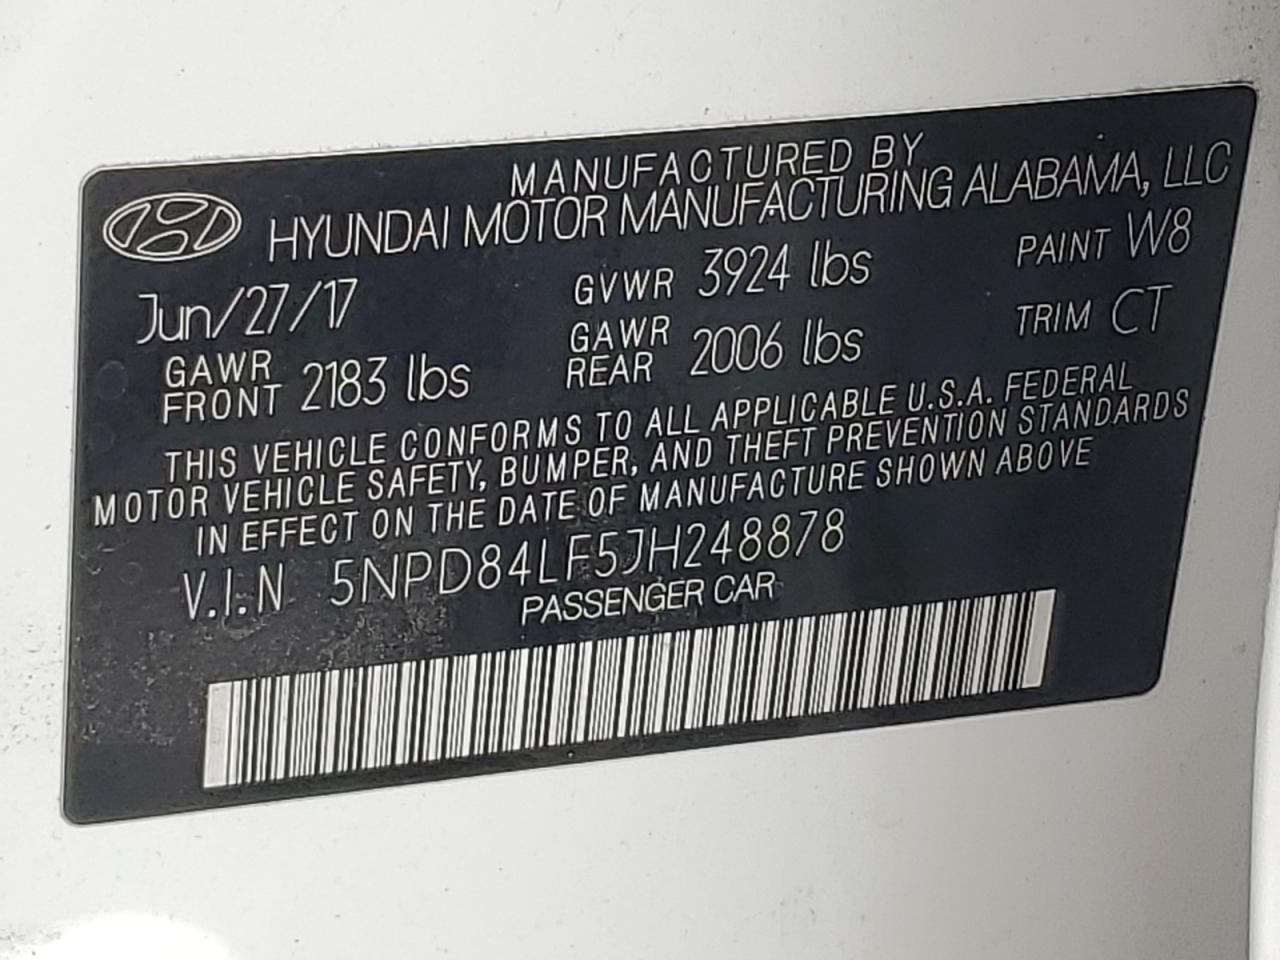 MANUFACTURED BY
HYUNDAI MOTOR MANUFACTURING ALABAMA, LLC
Jun/27/17 GVWR 3924 lbs PAINT W8
GAWR FRONT 2183 lbs GAWR REAR 2006 lbs TRIM CT
THIS VEHICLE CONFORMS TO ALL APPLICABLE U.S.A. FEDERAL
MOTOR VEHICLE SAFETY, BUMPER, AND THEFT PREVENTION STANDARDS
IN EFFECT ON THE DATE OF MANUFACTURE SHOWN ABOVE
V.I.N 5NPD84LF5JH248878
PASSENGER CAR